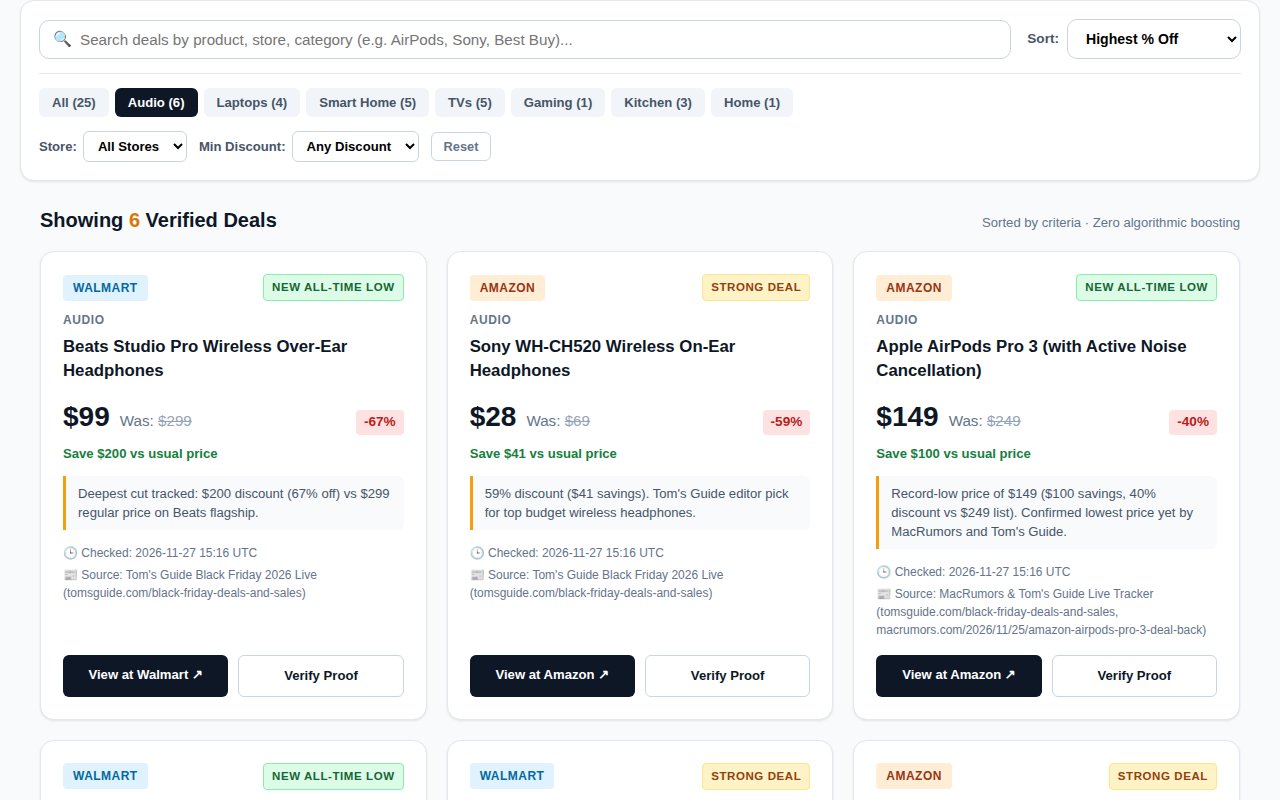 🔍 Search deals by product, store, category (e.g. AirPods, Sony, Best Buy)...
Sort: Highest % Off
All (25) Audio (6) Laptops (4) Smart Home (5) TVs (5) Gaming (1) Kitchen (3) Home (1)
Store: All Stores Min Discount: Any Discount Reset
Showing 6 Verified Deals
Sorted by criteria · Zero algorithmic boosting
WALMART NEW ALL-TIME LOW
AUDIO
Beats Studio Pro Wireless Over-Ear
Headphones
$99 Was: $299 -67%
Save $200 vs usual price
Deepest cut tracked: $200 discount (67% off) vs $299
regular price on Beats flagship.
🕒 Checked: 2026-11-27 15:16 UTC
📰 Source: Tom's Guide Black Friday 2026 Live
(tomsguide.com/black-friday-deals-and-sales)
View at Walmart ↗ Verify Proof
AMAZON STRONG DEAL
AUDIO
Sony WH-CH520 Wireless On-Ear
Headphones
$28 Was: $69 -59%
Save $41 vs usual price
59% discount ($41 savings). Tom's Guide editor pick
for top budget wireless headphones.
🕒 Checked: 2026-11-27 15:16 UTC
📰 Source: Tom's Guide Black Friday 2026 Live
(tomsguide.com/black-friday-deals-and-sales)
View at Amazon ↗ Verify Proof
AMAZON NEW ALL-TIME LOW
AUDIO
Apple AirPods Pro 3 (with Active Noise
Cancellation)
$149 Was: $249 -40%
Save $100 vs usual price
Record-low price of $149 ($100 savings, 40%
discount vs $249 list). Confirmed lowest price yet by
MacRumors and Tom's Guide.
🕒 Checked: 2026-11-27 15:16 UTC
📰 Source: MacRumors & Tom's Guide Live Tracker
(tomsguide.com/black-friday-deals-and-sales,
macrumors.com/2026/11/25/amazon-airpods-pro-3-deal-back)
View at Amazon ↗ Verify Proof
WALMART NEW ALL-TIME LOW
WALMART STRONG DEAL
AMAZON STRONG DEAL